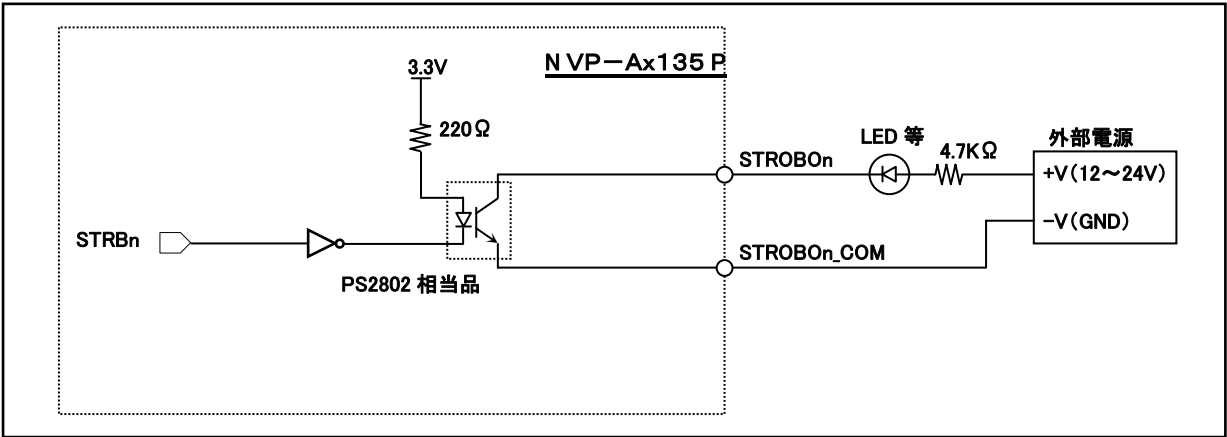 NVP-Ax135P
3.3V
220Ω
STRBn
PS2802 相当品
STROBOn
STROBOn_COM
LED 等
4.7KΩ
外部電源
+V(12～24V)
-V(GND)